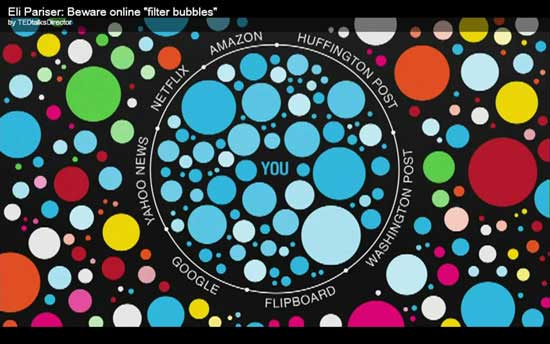 Eli Pariser: Beware online "filter bubbles"
by TEDtalksDirector
AMAZON
HUFFINGTON POST
NETFLIX
YOU
YAHOO NEWS
WASHINGTON POST
GOOGLE
FLIPBOARD